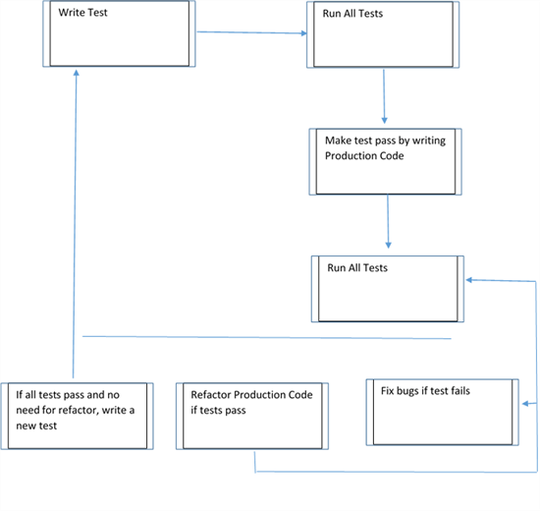 Write Test
Run All Tests
Make test pass by writing
Production Code
Run All Tests
If all tests pass and no
need for refactor, write a
new test
Refactor Production Code
if tests pass
Fix bugs if test fails